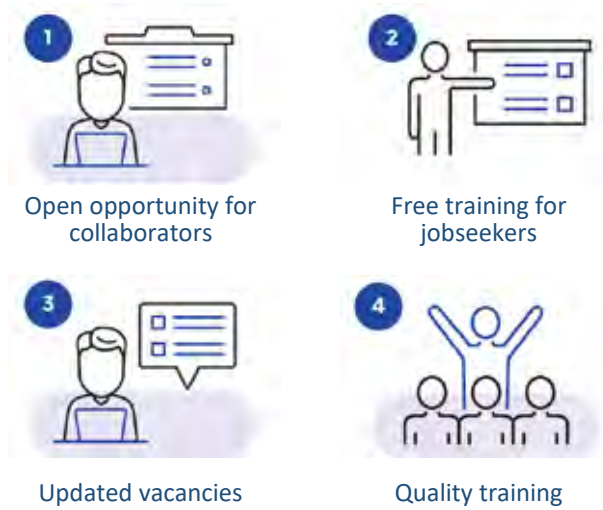 1
Open opportunity for
collaborators
2
Free training for
jobseekers
3
Updated vacancies
4
Quality training